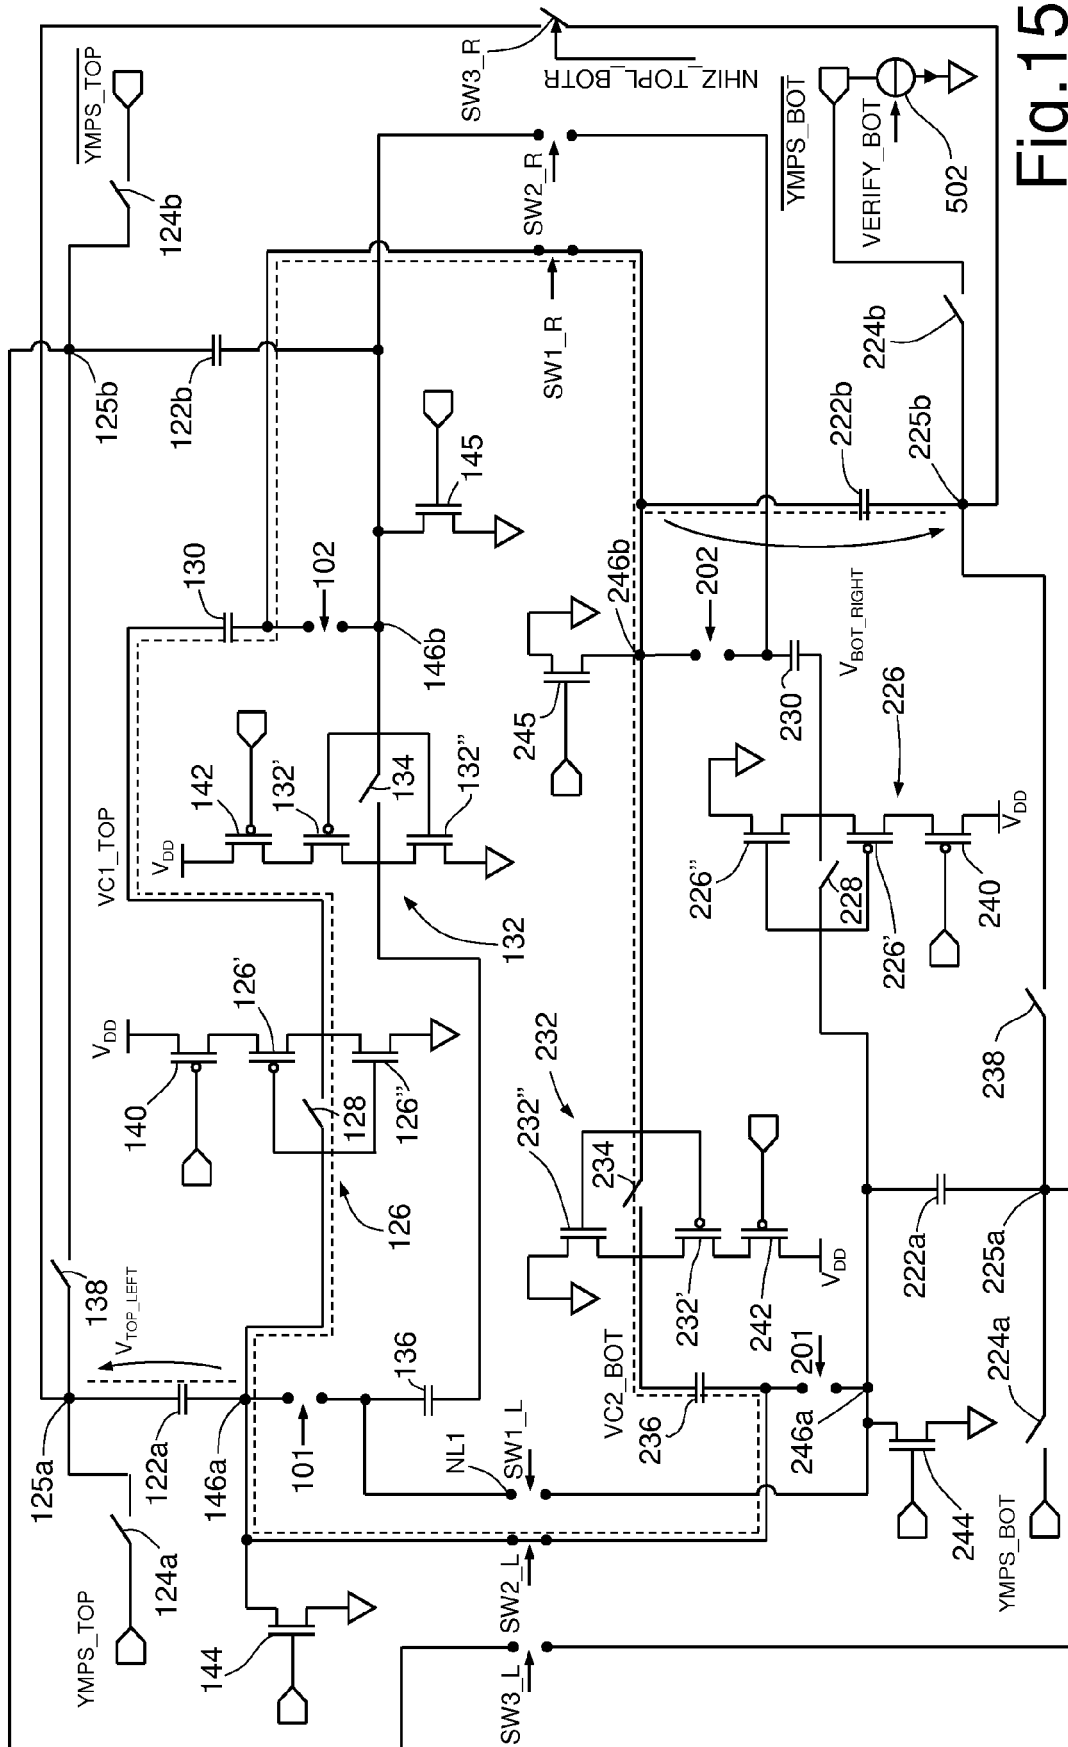 Fig.15
YMPS_TOP
124a
125a
V_TOP_LEFT
138
122a
146a
144
101
NL1
136
140
V_DD
126'
126"
128
126
VC1_TOP
V_DD
142
132'
132"
134
132
130
102
146b
145
122b
125b
124b
YMPS_TOP
SW3_L
SW2_L
SW1_L
SW1_R
SW2_R
SW3_R
NHIZ_TOPL_BOTR
VC2_BOT
236
201
246a
244
YMPS_BOT
224a
225a
222a
232"
232
234
232'
242
V_DD
245
246b
202
230
V_BOT_RIGHT
226"
226
228
226'
240
V_DD
238
222b
225b
224b
YMPS_BOT
VERIFY_BOT
502